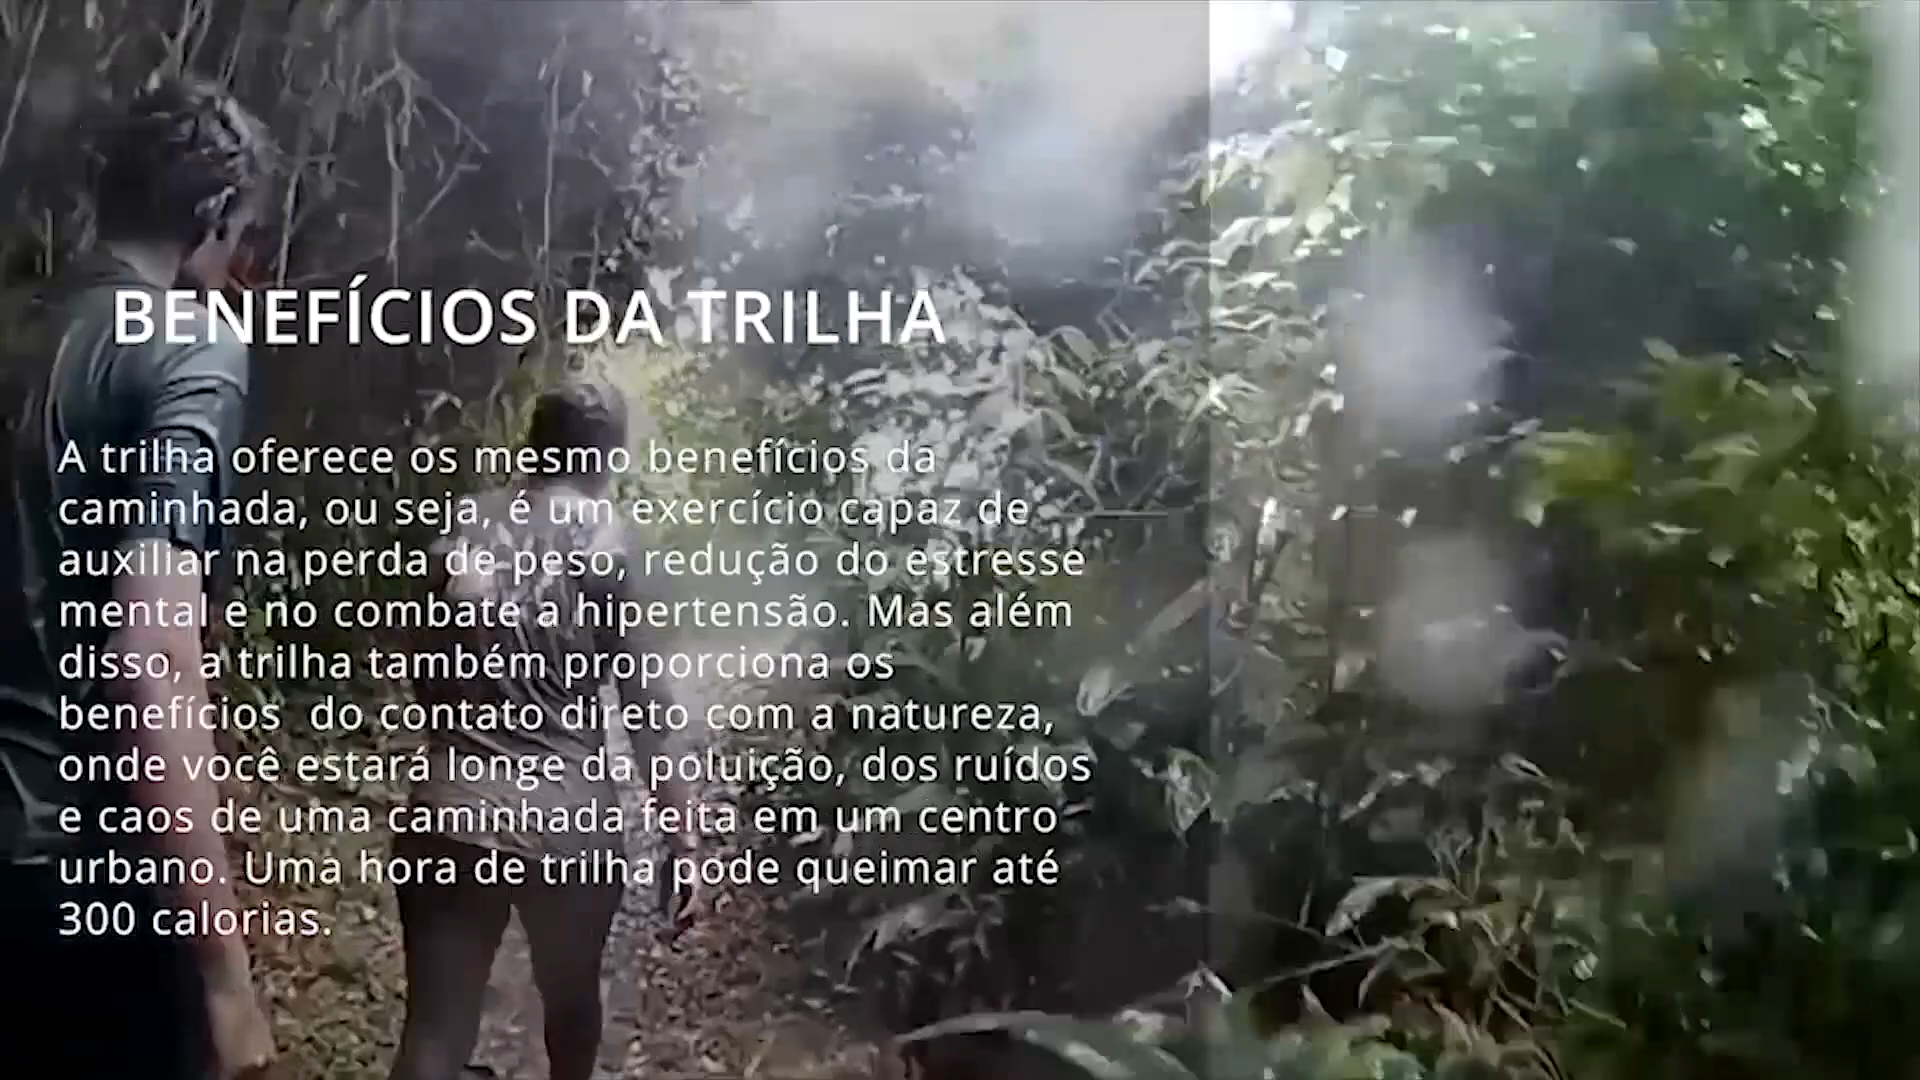 BENEFÍCIOS DA TRILHA
A trilha oferece os mesmo benefícios da
caminhada, ou seja, é um exercício capaz de
auxiliar na perda de peso, redução do estresse
mental e no combate a hipertensão. Mas além
disso, a trilha também proporciona os
benefícios  do contato direto com a natureza,
onde você estará longe da poluição, dos ruídos
e caos de uma caminhada feita em um centro
urbano. Uma hora de trilha pode queimar até
300 calorias.